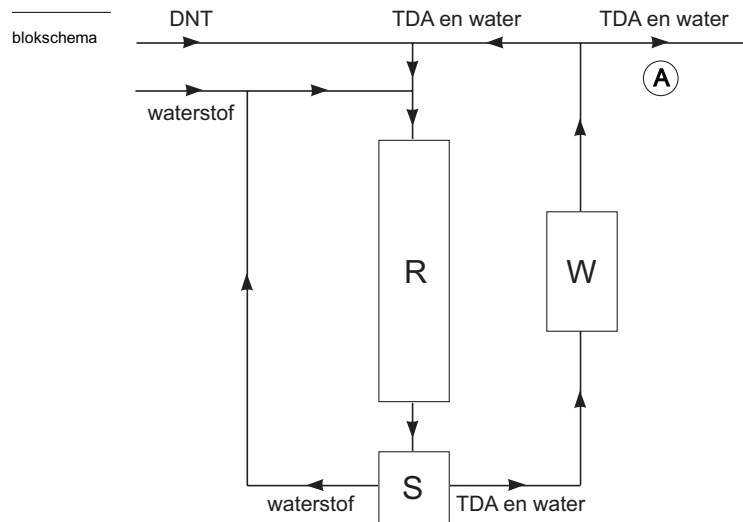 DNT
TDA en water
TDA en water
blokschema
A
waterstof
R
W
S
waterstof
TDA en water